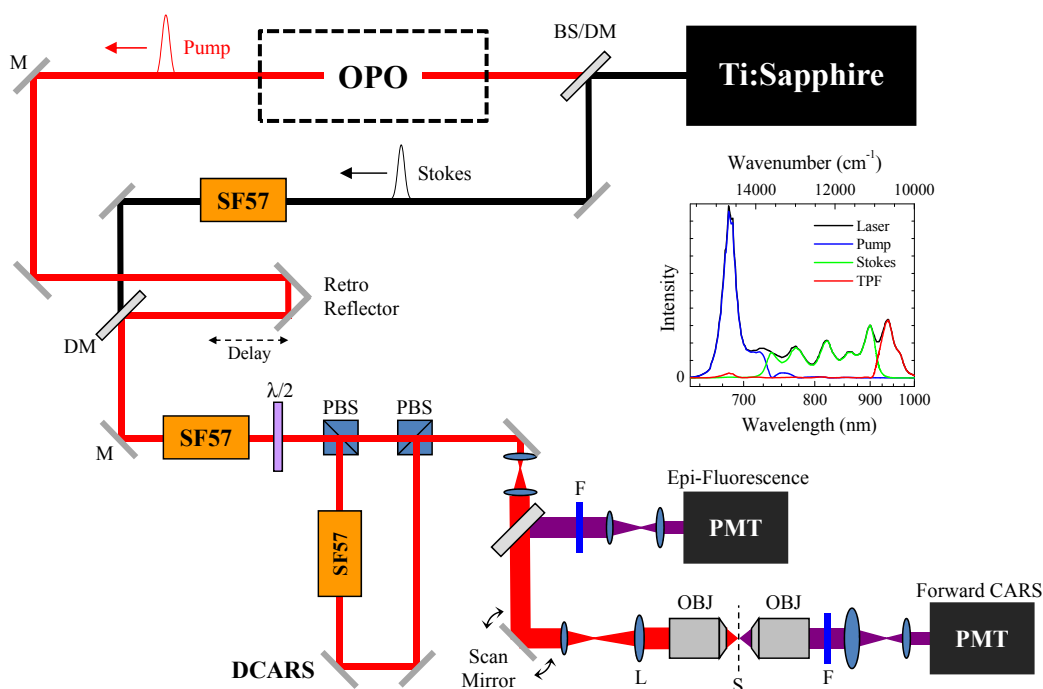 BS/DM
M
Pump
OPO
Ti:Sapphire
Stokes
SF57
Wavenumber (cm⁻¹)
14000
12000
10000
Laser
Pump
Stokes
TPF
Intensity
0
700
800
900
1000
Wavelength (nm)
Retro
Reflector
DM
Delay
λ/2
PBS
PBS
M
SF57
SF57
DCARS
F
Epi-Fluorescence
PMT
Scan
Mirror
L
OBJ
S
OBJ
F
Forward CARS
PMT